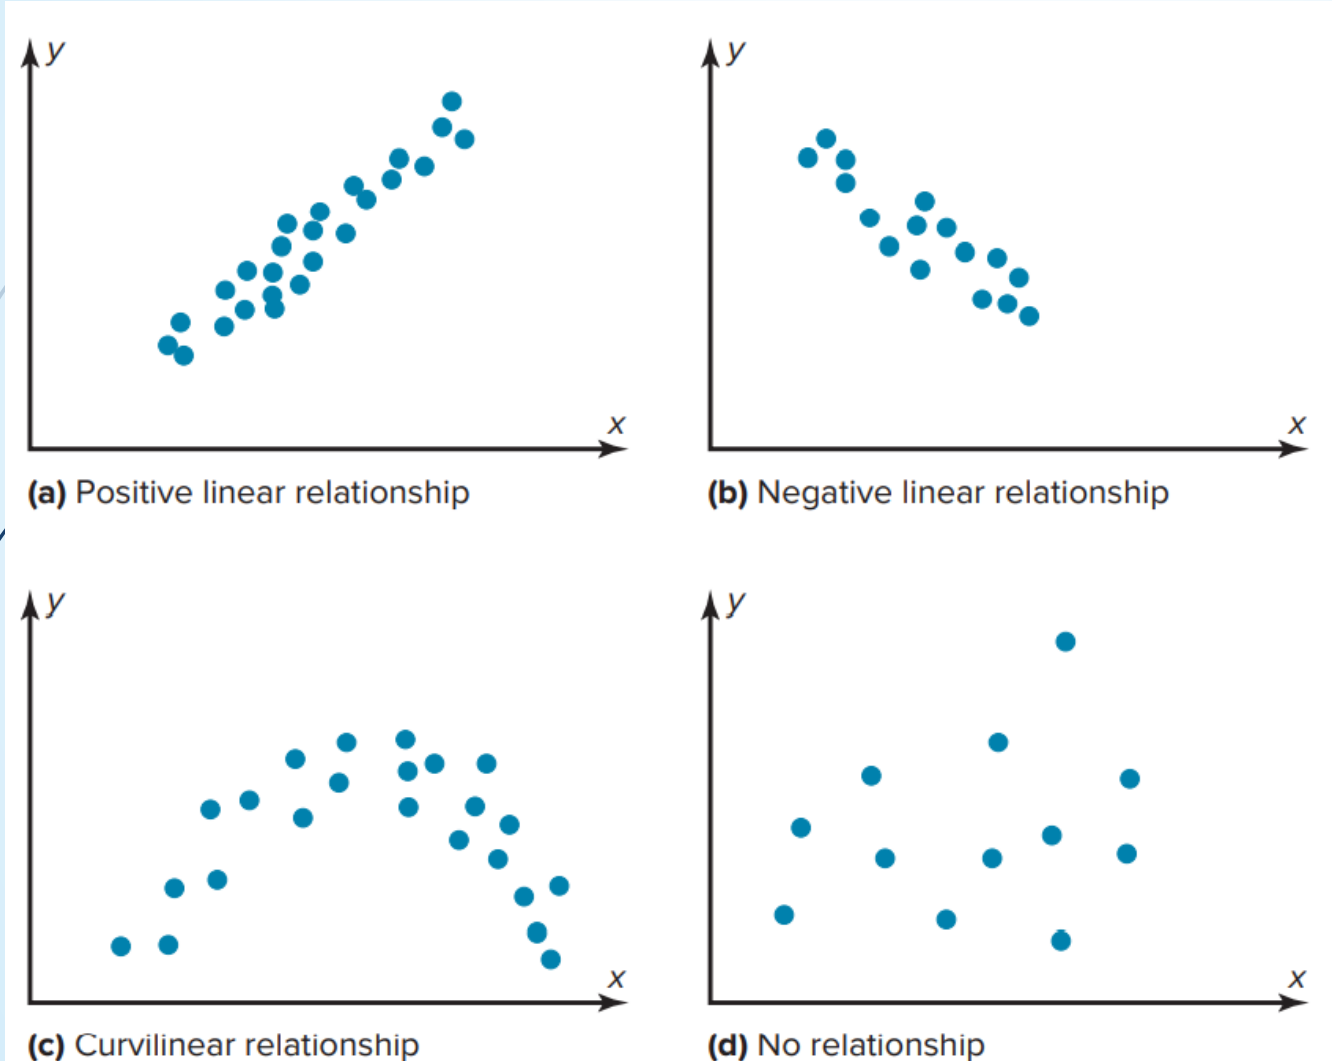 y
y
x
x
(a) Positive linear relationship
(b) Negative linear relationship
y
y
x
x
(c) Curvilinear relationship
(d) No relationship